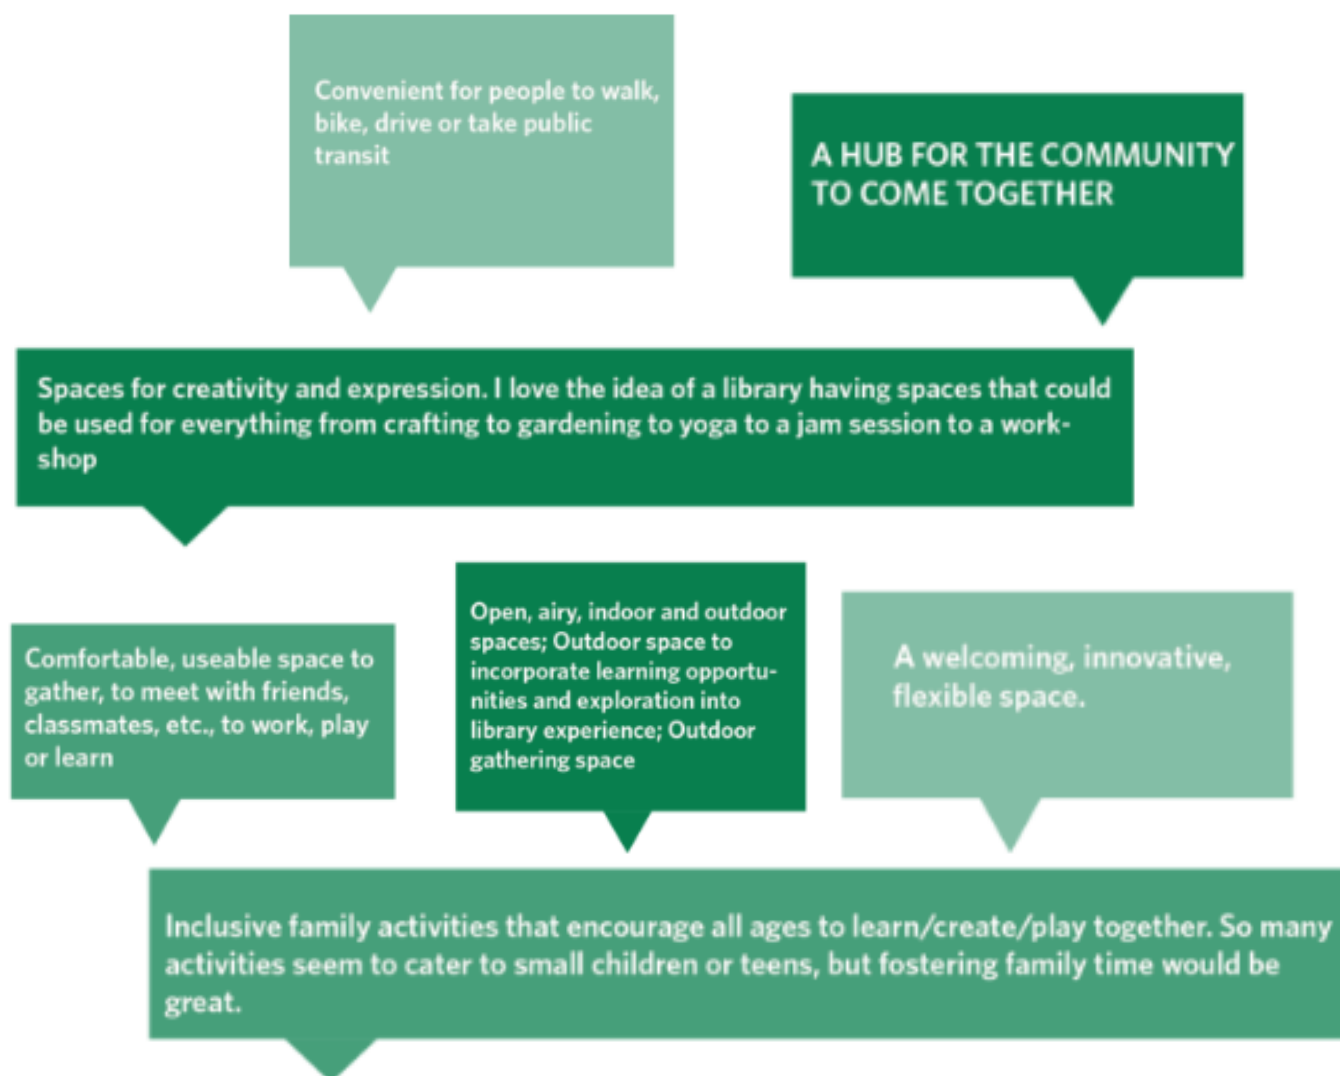 Convenient for people to walk,
bike, drive or take public
transit
A HUB FOR THE COMMUNITY
TO COME TOGETHER
Spaces for creativity and expression. I love the idea of a library having spaces that could
be used for everything from crafting to gardening to yoga to a jam session to a work-
shop
Comfortable, useable space to
gather, to meet with friends,
classmates, etc., to work, play
or learn
Open, airy, indoor and outdoor
spaces; Outdoor space to
incorporate learning opportu-
nities and exploration into
library experience; Outdoor
gathering space
A welcoming, innovative,
flexible space.
Inclusive family activities that encourage all ages to learn/create/play together. So many
activities seem to cater to small children or teens, but fostering family time would be
great.